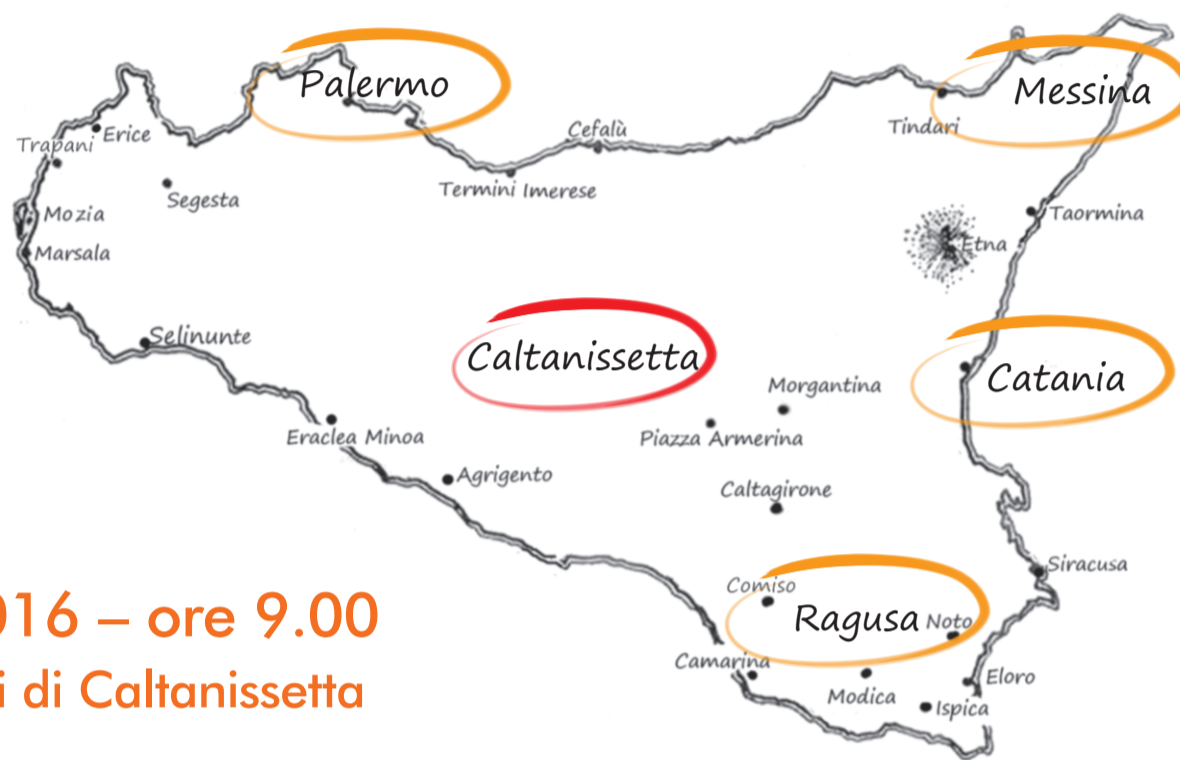 Palermo
Messina
Erice
Trapani
Cefalù
Tindari
Segesta
Termini Imerese
Mozia
Taormina
Marsala
Etna
Selinunte
Caltanissetta
Catania
Morgantina
Eraclea Minoa
Piazza Armerina
Agrigento
Caltagirone
Siracusa
Comiso
016 – ore 9.00
Ragusa
Noto
Camarina
Eloro
i di Caltanissetta
Modica
Ispica